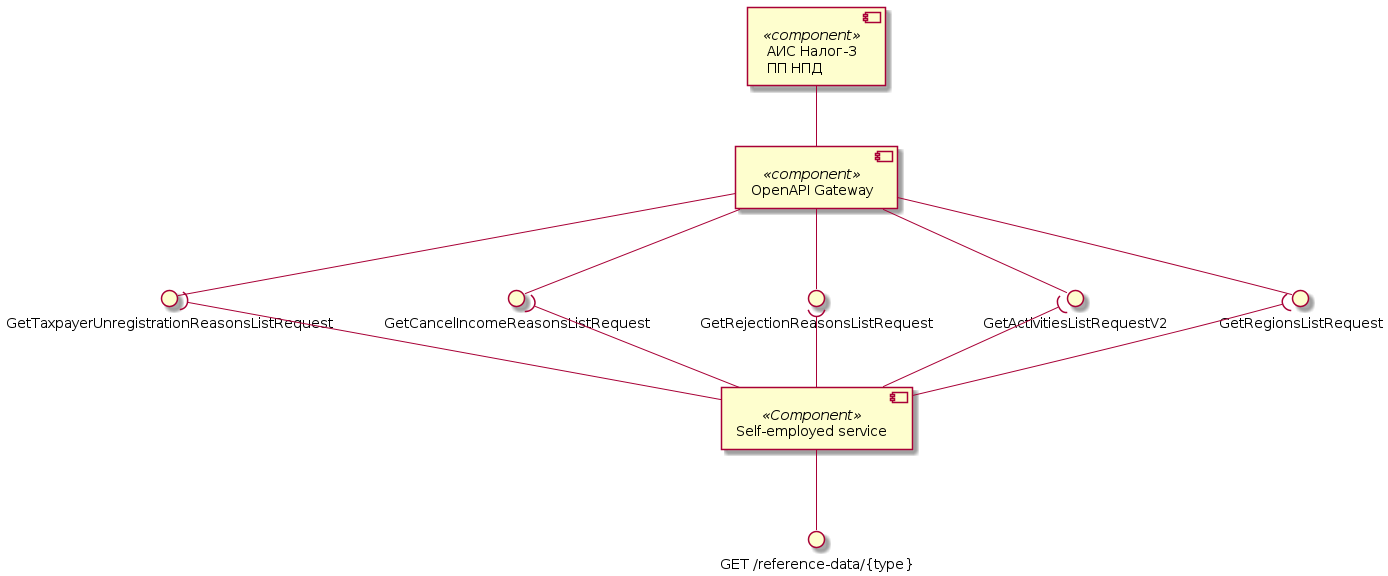 «component»
АИС Налог-3
ПП НПД
«component»
OpenAPI Gateway
GetTaxpayerUnregistrationReasonsListRequest
GetCancelIncomeReasonsListRequest
GetRejectionReasonsListRequest
GetActivitiesListRequestV2
GetRegionsListRequest
«Component»
Self-employed service
GET /reference-data/{type}